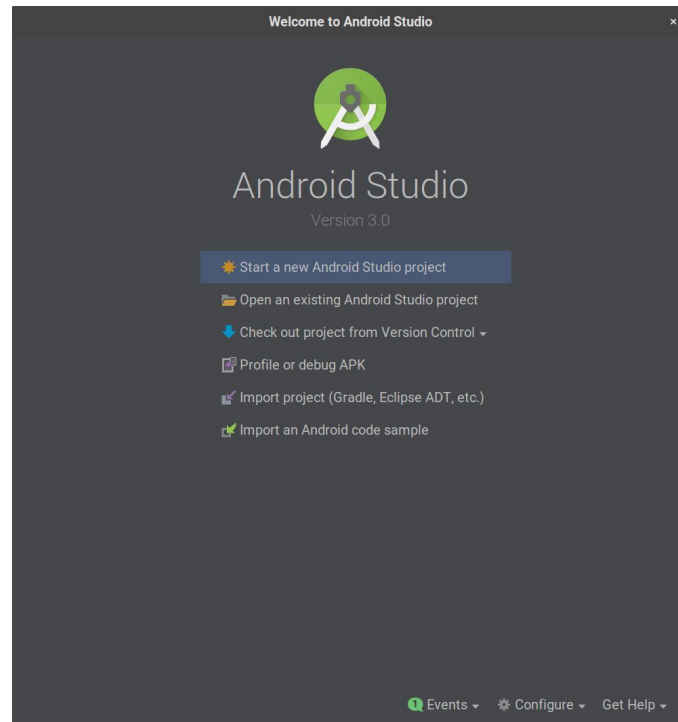 Welcome to Android Studio
Android Studio
Version 3.0
Start a new Android Studio project
Open an existing Android Studio project
Check out project from Version Control
Profile or debug APK
Import project (Gradle, Eclipse ADT, etc.)
Import an Android code sample
1 Events Configure Get Help